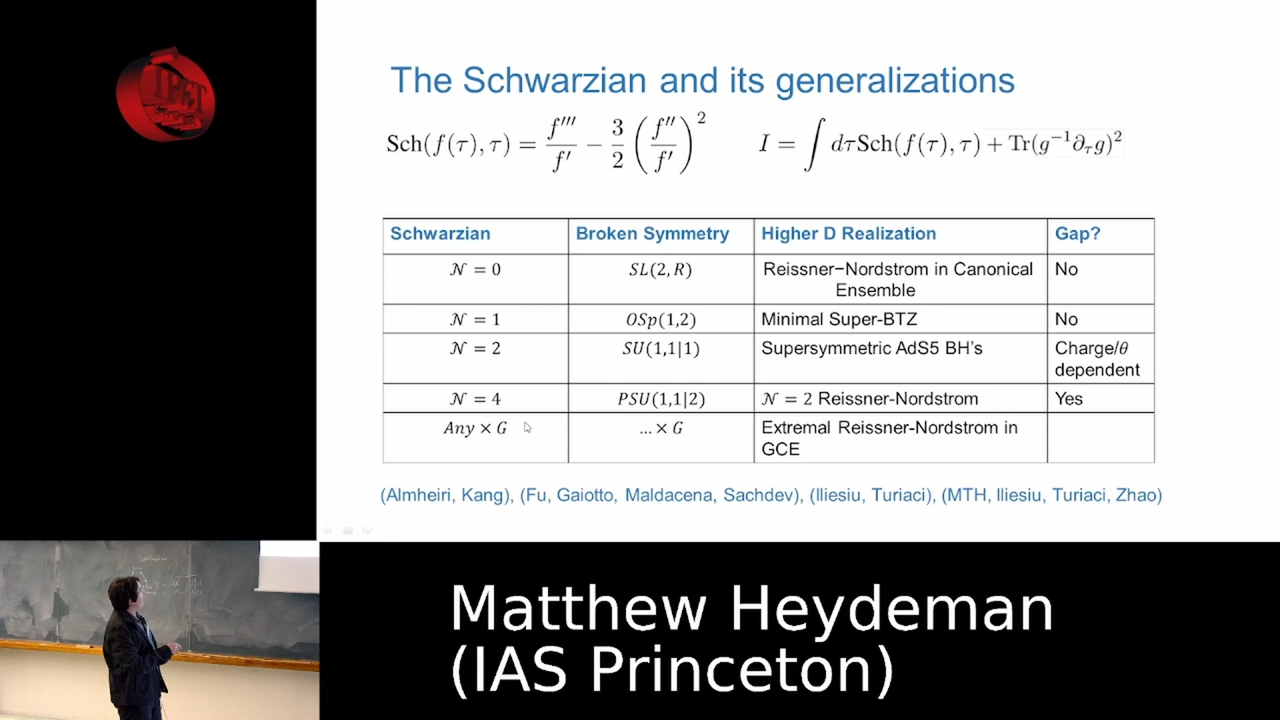 IPhT
The Schwarzian and its generalizations
Sch(f(τ), τ) = f'''/f' − 3/2 (f''/f')² I = ∫ dτSch(f(τ), τ) + Tr(g⁻¹∂τg)²
Schwarzian Broken Symmetry Higher D Realization Gap?
𝒩 = 0 SL(2, R) Reissner−Nordstrom in Canonical Ensemble No
𝒩 = 1 OSp(1,2) Minimal Super-BTZ No
𝒩 = 2 SU(1,1|1) Supersymmetric AdS5 BH's Charge/θ dependent
𝒩 = 4 PSU(1,1|2) 𝒩 = 2 Reissner-Nordstrom Yes
Any × G ... × G Extremal Reissner-Nordstrom in GCE
(Almheiri, Kang), (Fu, Gaiotto, Maldacena, Sachdev), (Iliesiu, Turiaci), (MTH, Iliesiu, Turiaci, Zhao)
Matthew Heydeman
(IAS Princeton)